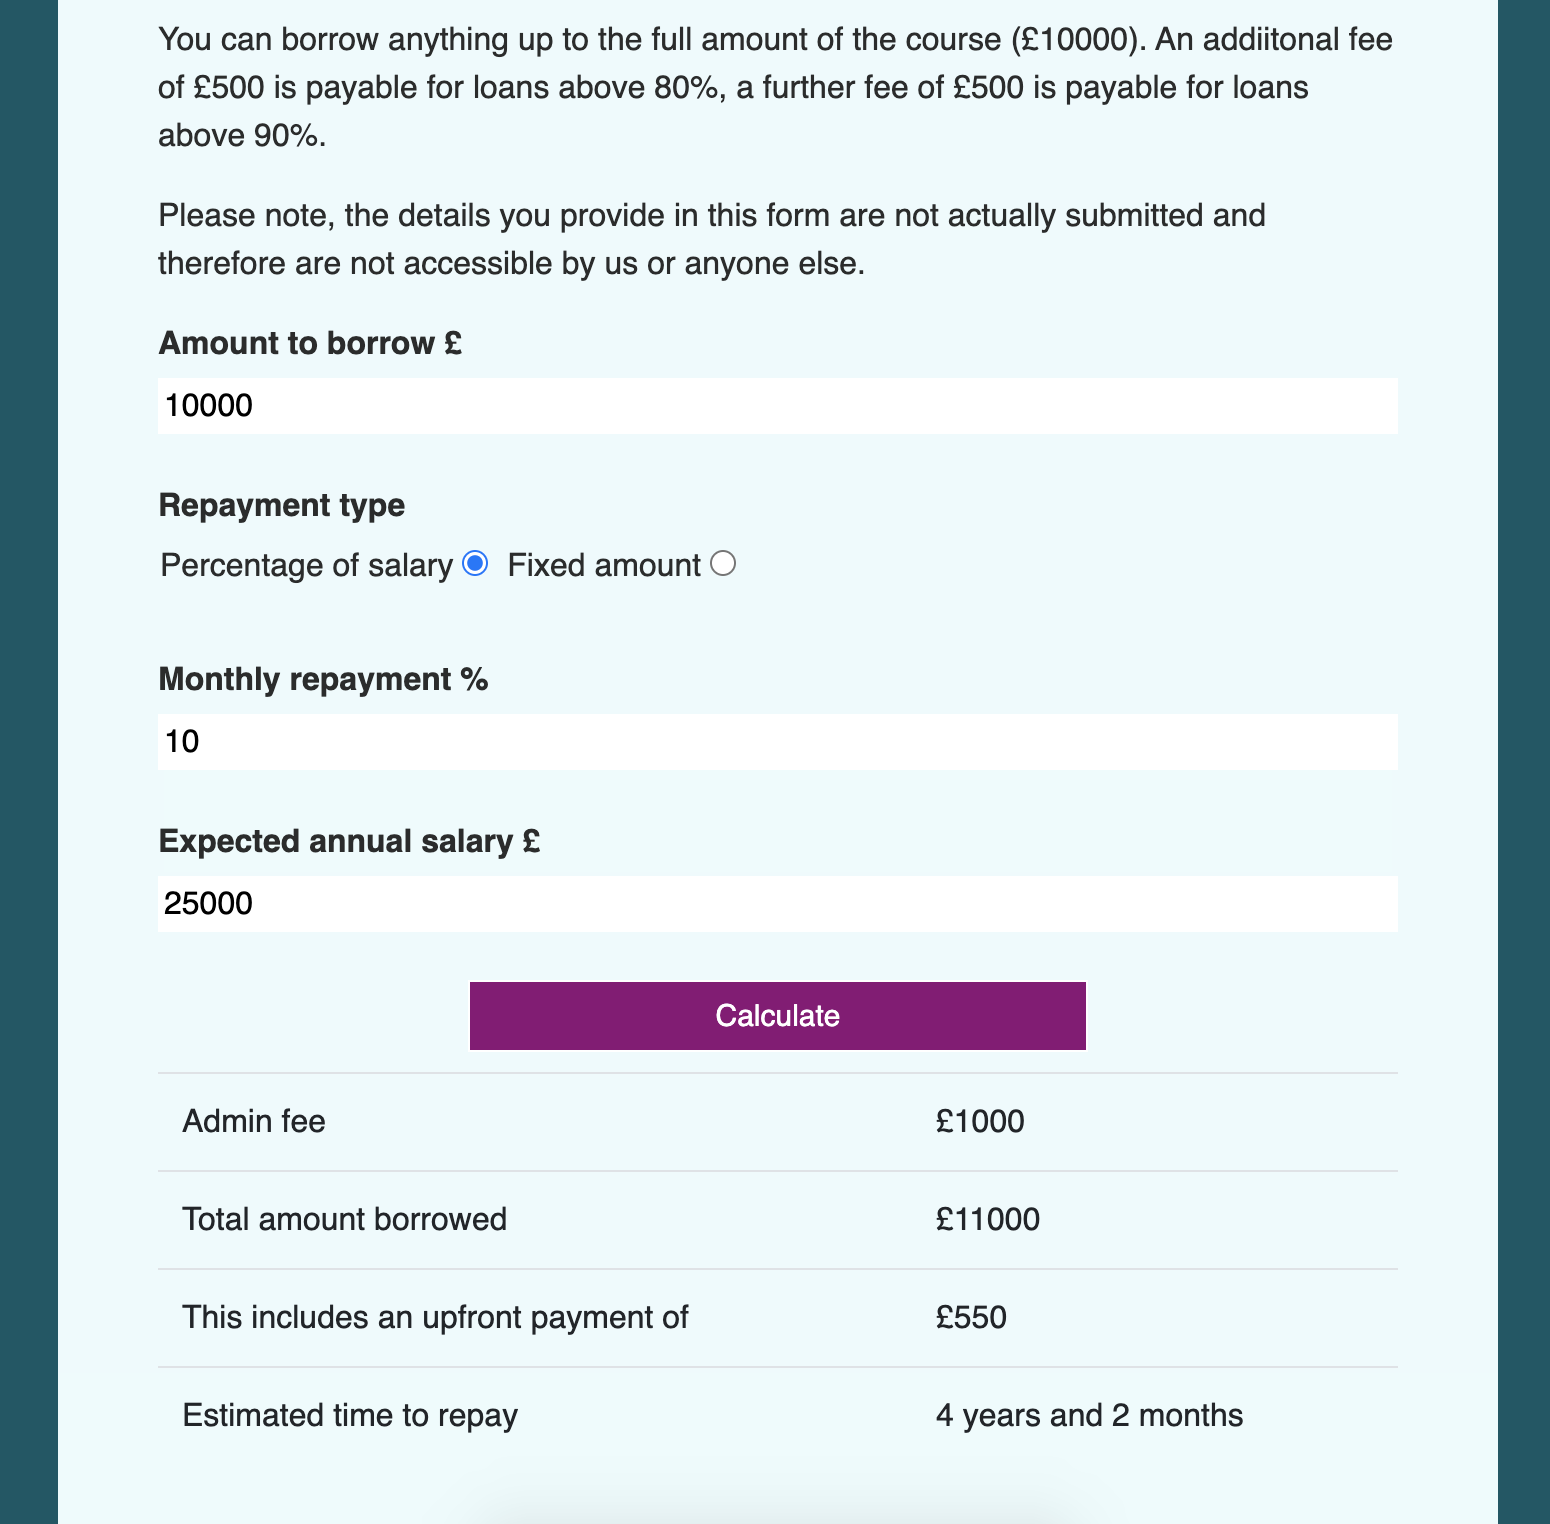 You can borrow anything up to the full amount of the course (£10000). An addiitonal fee
of £500 is payable for loans above 80%, a further fee of £500 is payable for loans
above 90%.
Please note, the details you provide in this form are not actually submitted and
therefore are not accessible by us or anyone else.
Amount to borrow £
10000
Repayment type
Percentage of salary Fixed amount
Monthly repayment %
10
Expected annual salary £
25000
Calculate
Admin fee £1000
Total amount borrowed £11000
This includes an upfront payment of £550
Estimated time to repay 4 years and 2 months